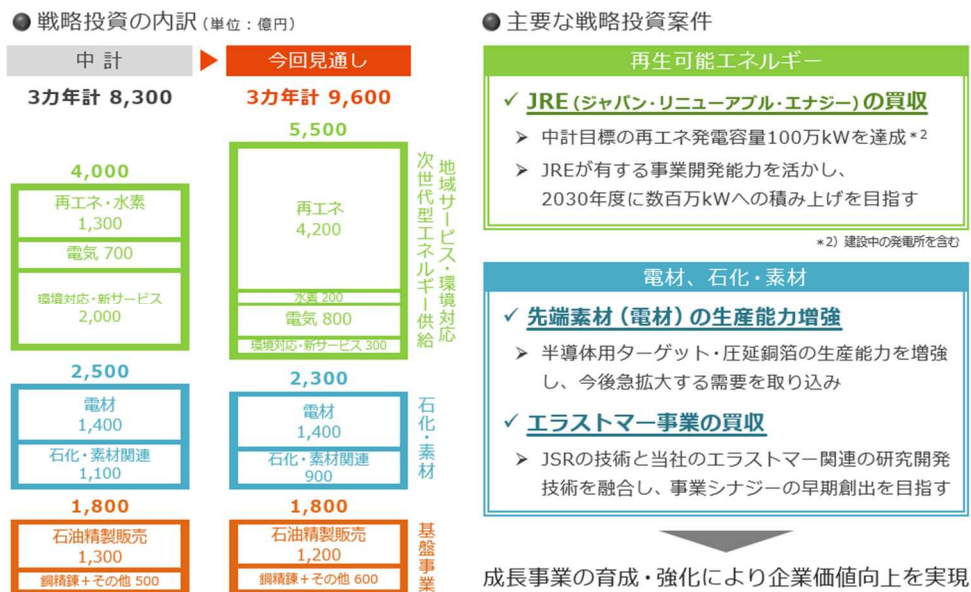 戦略投資の内訳(単位:億円)
中計
今回見通し
3カ年計 8,300
3カ年計 9,600
4,000
再エネ・水素
1,300
電気 700
環境対応・新サービス
2,000
2,500
電材
1,400
石化・素材関連
1,100
1,800
石油精製販売
1,300
銅精錬+その他 500
5,500
再エネ
4,200
水素 200
電気 800
環境対応・新サービス 300
2,300
電材
1,400
石化・素材関連
900
1,800
石油精製販売
1,200
銅精錬+その他 600
地域サービス・環境対応
次世代型エネルギー供給
石化・素材
基盤事業
主要な戦略投資案件
再生可能エネルギー
✓ JRE(ジャパン・リニューアブル・エナジー)の買収
➢ 中計目標の再エネ発電容量100万kWを達成*2
➢ JREが有する事業開発能力を活かし、
2030年度に数百万kWへの積み上げを目指す
*2)建設中の発電所を含む
電材、石化・素材
✓ 先端素材(電材)の生産能力増強
➢ 半導体用ターゲット・圧延銅箔の生産能力を増強
し、今後急拡大する需要を取り込み
✓ エラストマー事業の買収
➢ JSRの技術と当社のエラストマー関連の研究開発
技術を融合し、事業シナジーの早期創出を目指す
成長事業の育成・強化により企業価値向上を実現